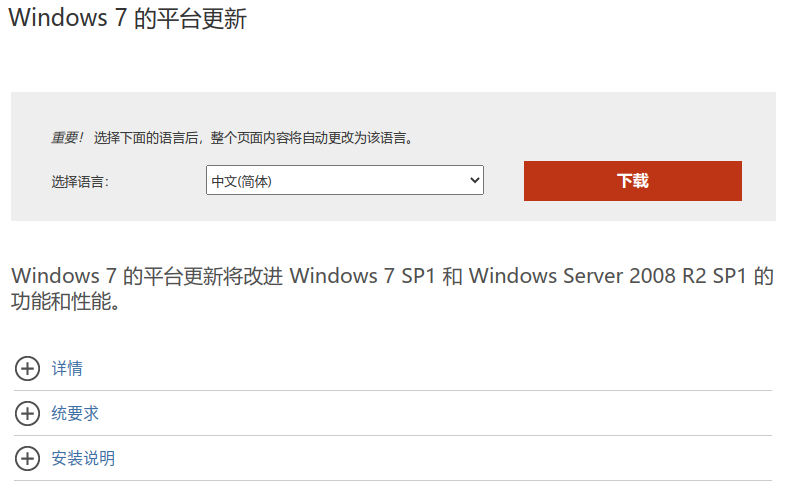 Windows 7 的平台更新
重要！ 选择下面的语言后，整个页面内容将自动更改为该语言。
选择语言：
中文(简体)
下载
Windows 7 的平台更新将改进 Windows 7 SP1 和 Windows Server 2008 R2 SP1 的
功能和性能。
详情
统要求
安装说明